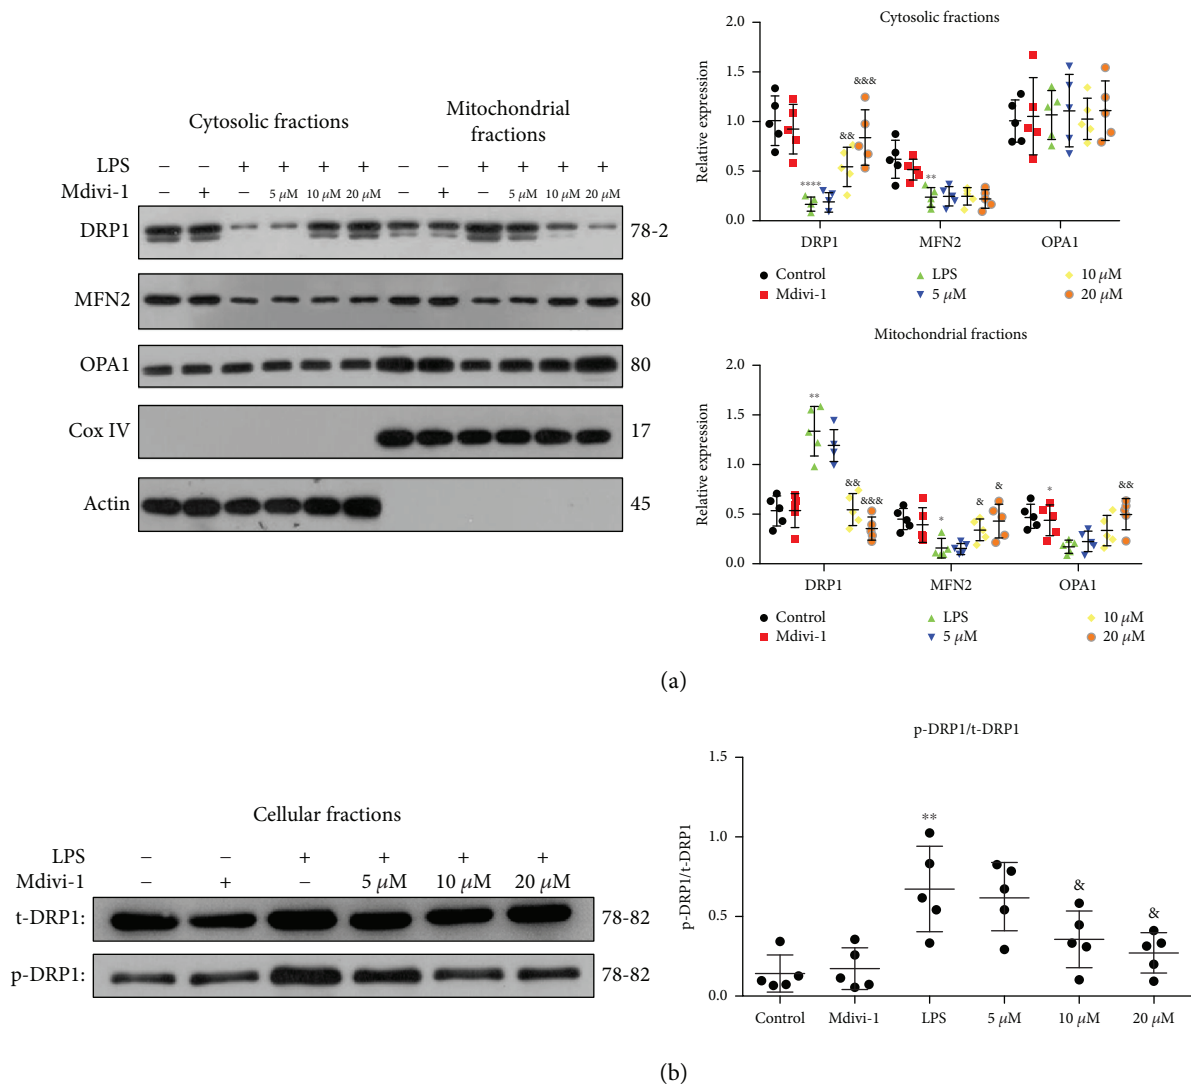 Cytosolic fractions
Mitochondrial
fractions
LPS – – + + + + – – + + + +
Mdivi-1 – + – 5 μM 10 μM 20 μM – + – 5 μM 10 μM 20 μM
DRP1 78-2
MFN2 80
OPA1 80
Cox IV 17
Actin 45
Cytosolic fractions
Relative expression
2.0
1.5
1.0
0.5
0.0
**** && &&& **
DRP1 MFN2 OPA1
Control LPS 10 μM
Mdivi-1 5 μM 20 μM
Mitochondrial fractions
Relative expression
2.0
1.5
1.0
0.5
0.0
** && &&& * & & * &&
DRP1 MFN2 OPA1
Control LPS 10 μM
Mdivi-1 5 μM 20 μM
(a)
Cellular fractions
LPS – – + + + +
Mdivi-1 – + – 5 μM 10 μM 20 μM
t-DRP1: 78-82
p-DRP1: 78-82
p-DRP1/t-DRP1
p-DRP1/t-DRP1
1.5
1.0
0.5
0.0
** & &
Control Mdivi-1 LPS 5 μM 10 μM 20 μM
(b)